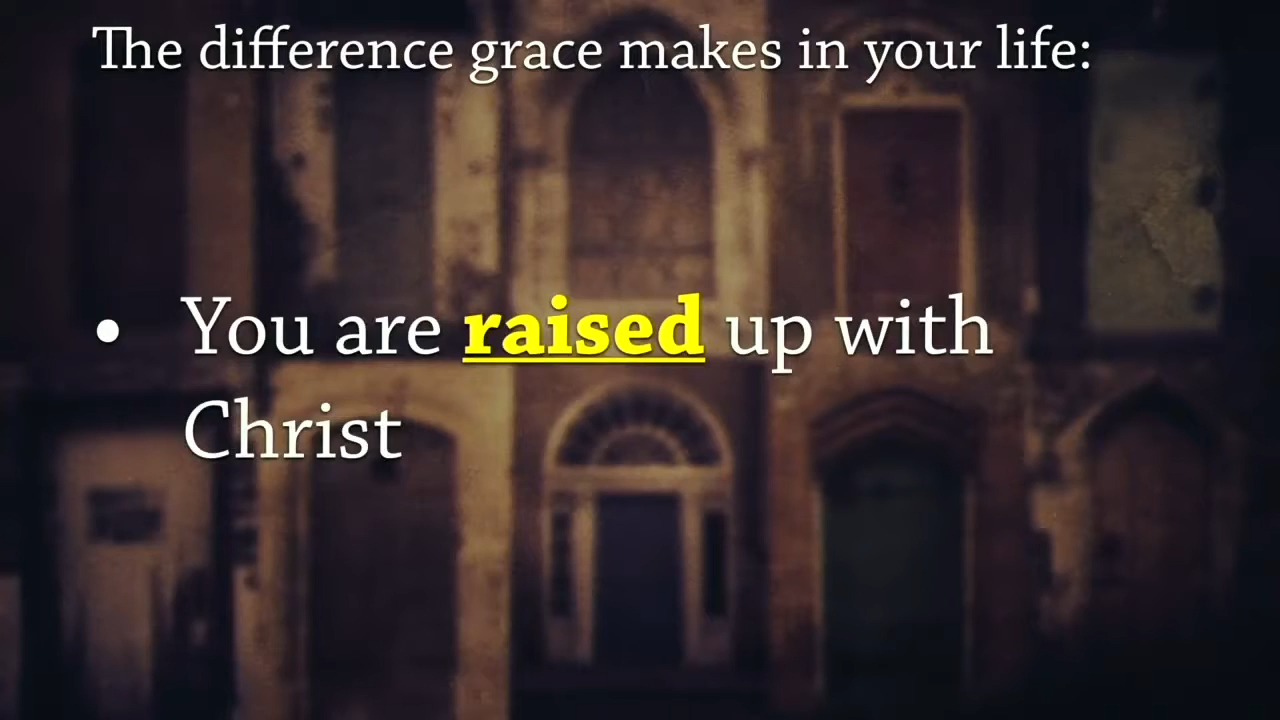 The difference grace makes in your life:
• You are raised up with
Christ